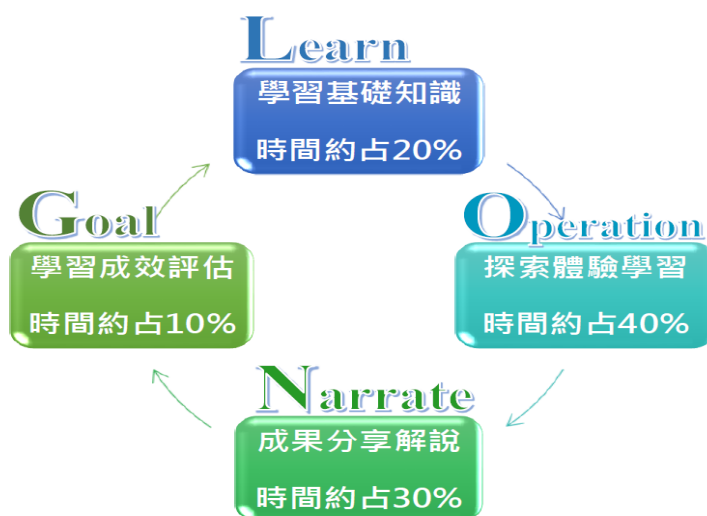 Learn
學習基礎知識
時間約占20%
Operation
探索體驗學習
時間約占40%
Narrate
成果分享解說
時間約占30%
Goal
學習成效評估
時間約占10%